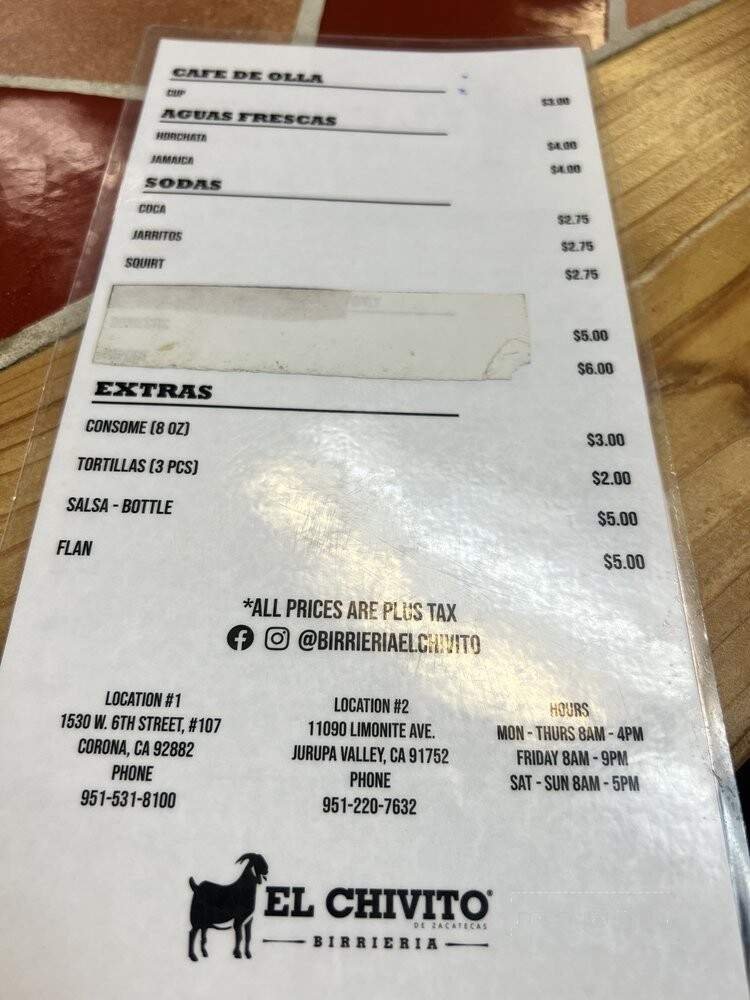 CAFE DE OLLA
CUP $3.00
AGUAS FRESCAS
HORCHATA $4.00
JAMAICA $4.00
SODAS
COCA $2.75
JARRITOS $2.75
SQUIRT $2.75
$5.00
$6.00
EXTRAS
CONSOME (8 OZ) $3.00
TORTILLAS (3 PCS) $2.00
SALSA - BOTTLE $5.00
FLAN $5.00
*ALL PRICES ARE PLUS TAX
@BIRRIERIAELCHIVITO
LOCATION #1
1530 W. 6TH STREET, #107
CORONA, CA 92882
PHONE
951-531-8100
LOCATION #2
11090 LIMONITE AVE.
JURUPA VALLEY, CA 91752
PHONE
951-220-7632
HOURS
MON - THURS 8AM - 4PM
FRIDAY 8AM - 9PM
SAT - SUN 8AM - 5PM
EL CHIVITO®
DE ZACATECAS
BIRRIERIA